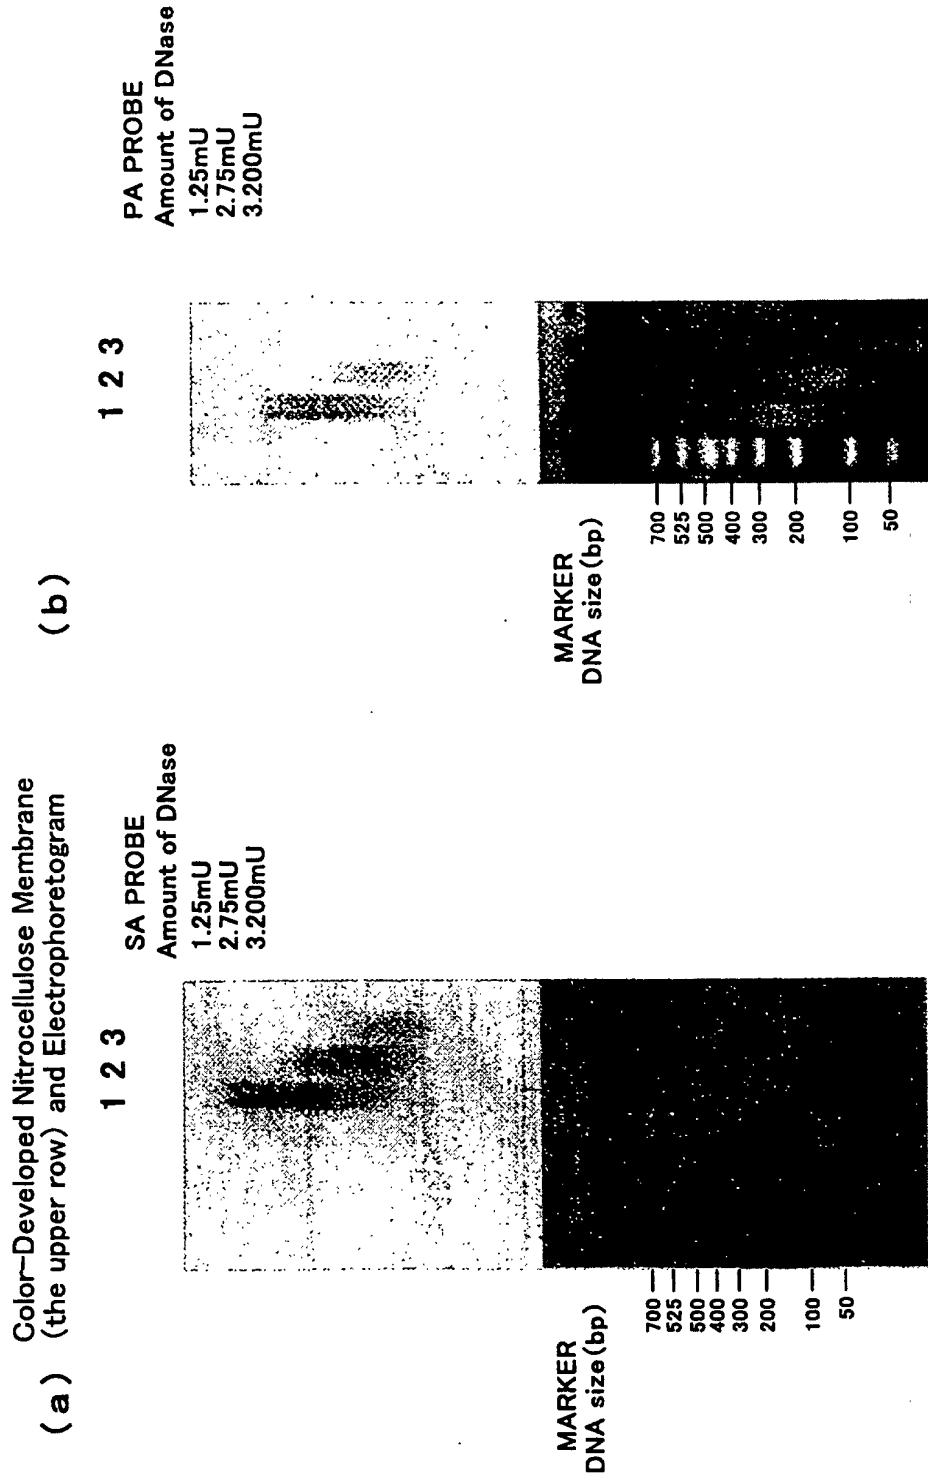 (a) Color-Developed Nitrocellulose Membrane
(the upper row) and Electrophoretogram
1 2 3
SA PROBE
Amount of DNase
1.25mU
2.75mU
3.200mU
MARKER
DNA size(bp)
700
525
500
400
300
200
100
50
(b)
1 2 3
PA PROBE
Amount of DNase
1.25mU
2.75mU
3.200mU
MARKER
DNA size(bp)
700
525
500
400
300
200
100
50